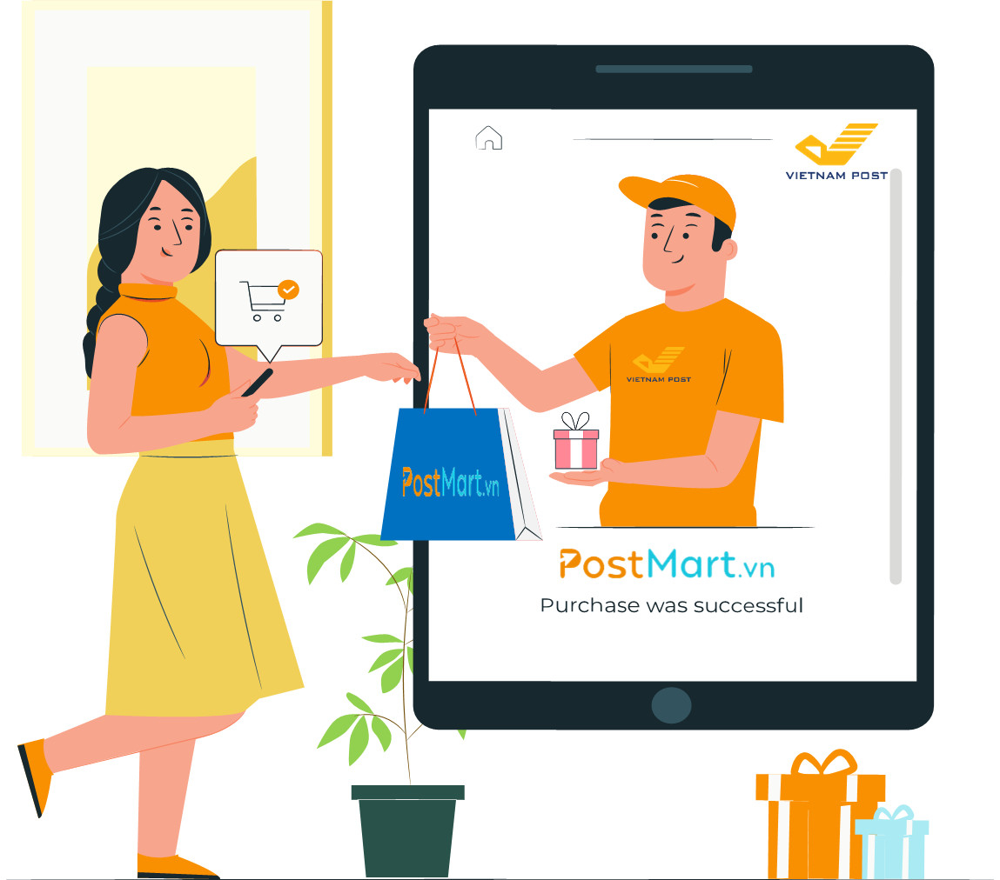 VIETNAM POST
VIETNAM POST
PostMart.vn
PostMart.vn
Purchase was successful